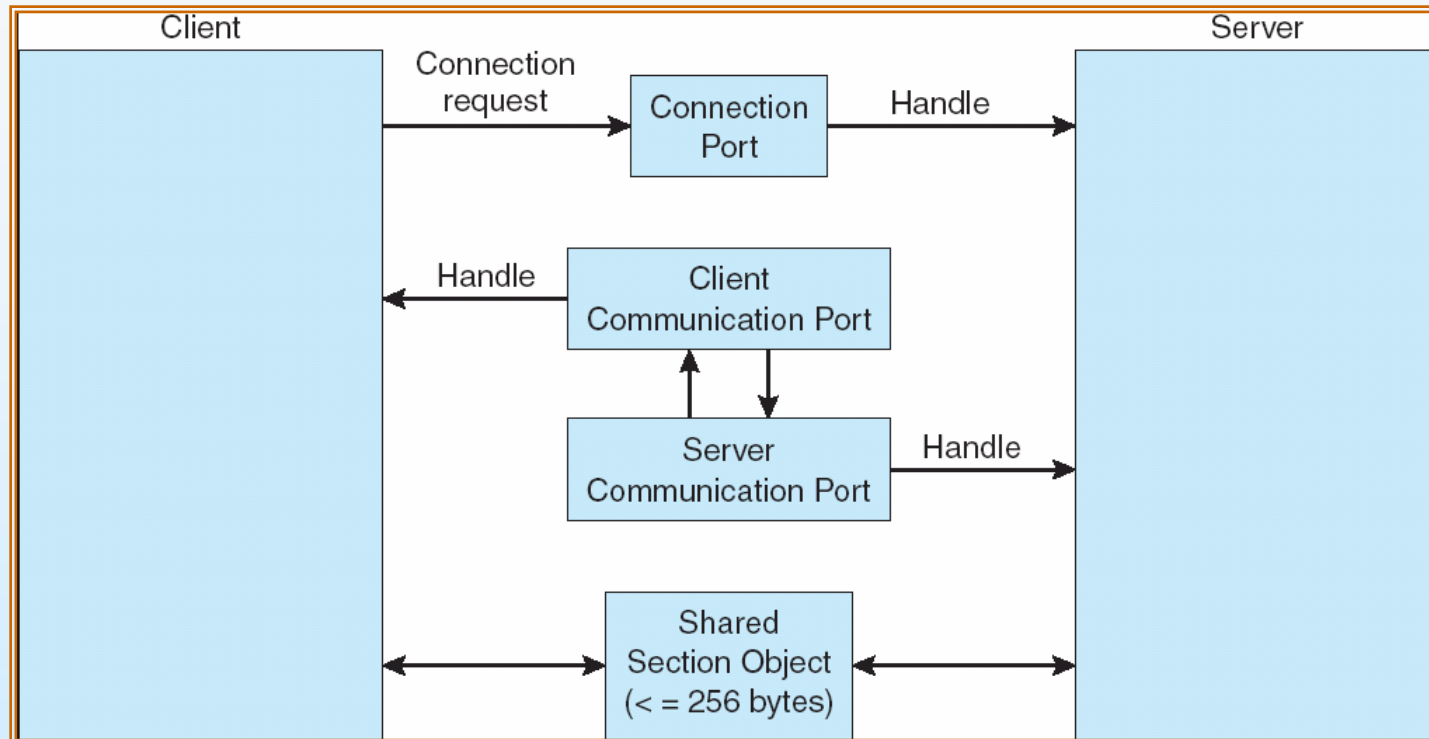 Client
Server
Connection
request
Connection
Port
Handle
Handle
Client
Communication Port
Server
Communication Port
Handle
Shared
Section Object
(< = 256 bytes)